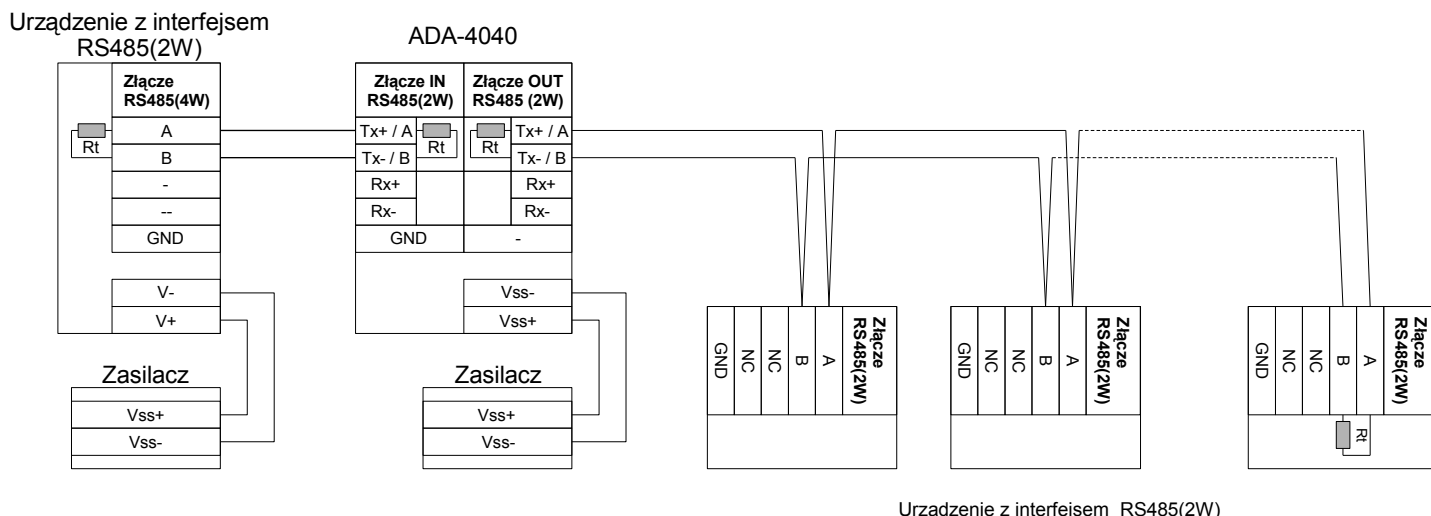 Urządzenie z interfejsem
RS485(2W)
ADA-4040
Złącze
RS485(4W)
A
B
-
--
GND
V-
V+
Rt
Złącze IN
RS485(2W)
Złącze OUT
RS485 (2W)
Tx+ / A
Rt
Rt
Tx+ / A
Tx- / B
Tx- / B
Rx+
Rx+
Rx-
Rx-
GND
-
Vss-
Vss+
Zasilacz
Vss+
Vss-
Zasilacz
Vss+
Vss-
GND
NC
NC
B
A
Złącze
RS485(2W)
GND
NC
NC
B
A
Złącze
RS485(2W)
GND
NC
NC
B
A
Złącze
RS485(2W)
Rt
Urządzenie z interfejsem RS485(2W)